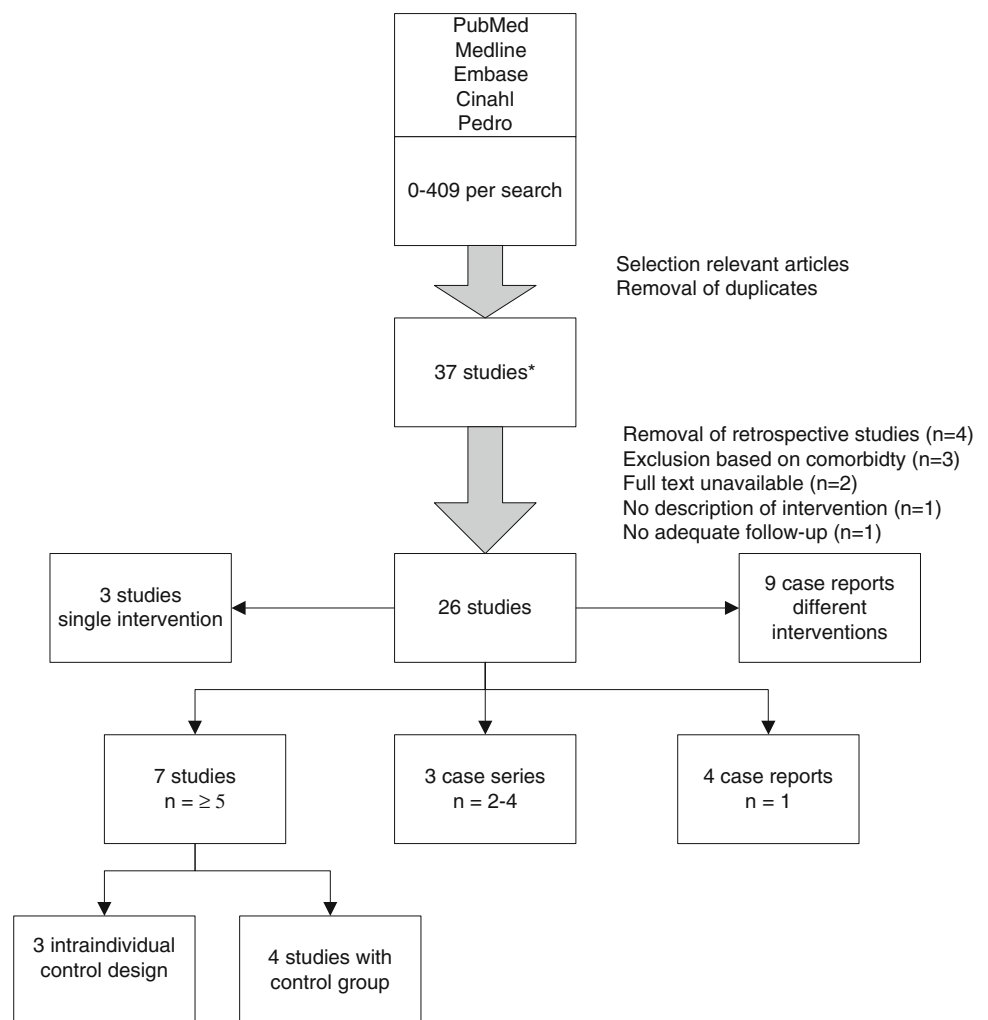 PubMed
Medline
Embase
Cinahl
Pedro
0-409 per search
Selection relevant articles
Removal of duplicates
37 studies*
Removal of retrospective studies (n=4)
Exclusion based on comorbidty (n=3)
Full text unavailable (n=2)
No description of intervention (n=1)
No adequate follow-up (n=1)
3 studies
single intervention
26 studies
9 case reports
different
interventions
7 studies
n = ≥ 5
3 case series
n = 2-4
4 case reports
n = 1
3 intraindividual
control design
4 studies with
control group